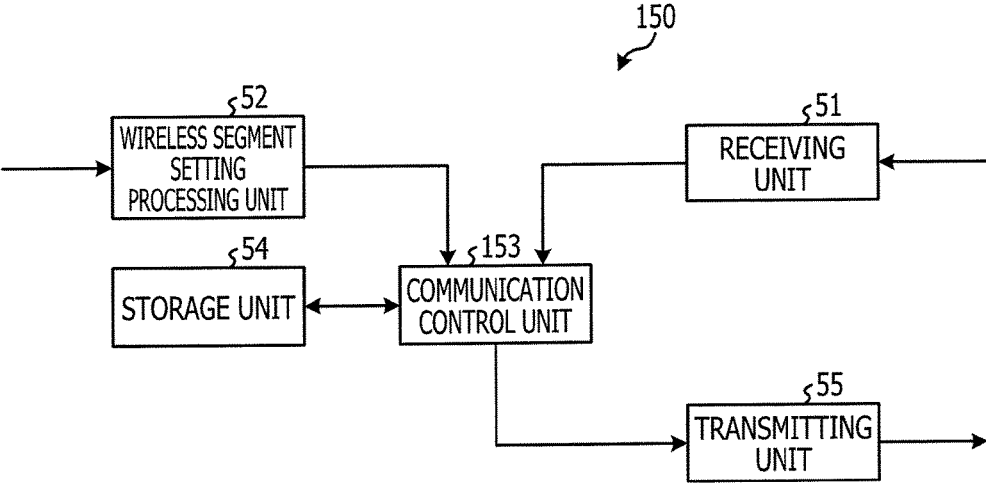 150
52
WIRELESS SEGMENT
SETTING
PROCESSING UNIT
51
RECEIVING
UNIT
54
STORAGE UNIT
153
COMMUNICATION
CONTROL UNIT
55
TRANSMITTING
UNIT